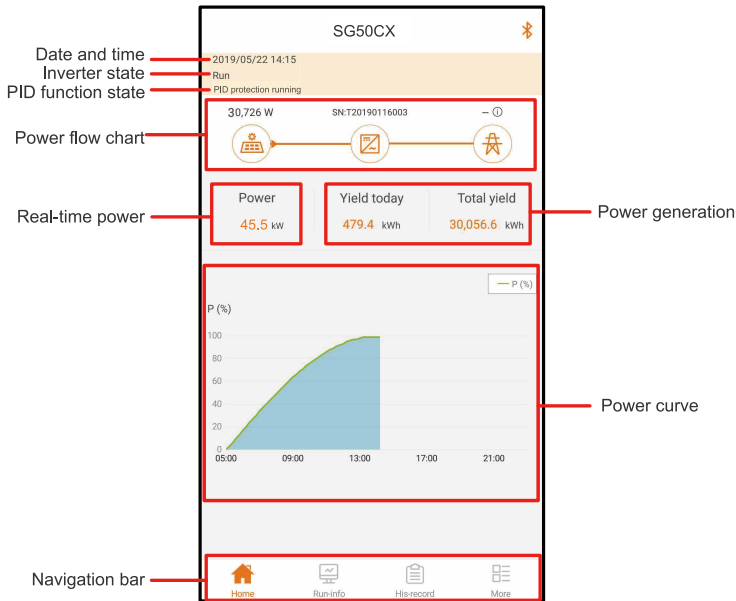 SG50CX
Date and time
2019/05/22 14:15
Inverter state
Run
PID function state
PID protection running
Power flow chart
30,726 W
SN:T20190116003
--
Real-time power
Power
45.5 kW
Yield today
479.4 kWh
Total yield
30,056.6 kWh
Power generation
P (%)
P (%)
100
80
60
40
20
0
05:00 09:00 13:00 17:00 21:00
Power curve
Navigation bar
Home Run-info His-record More